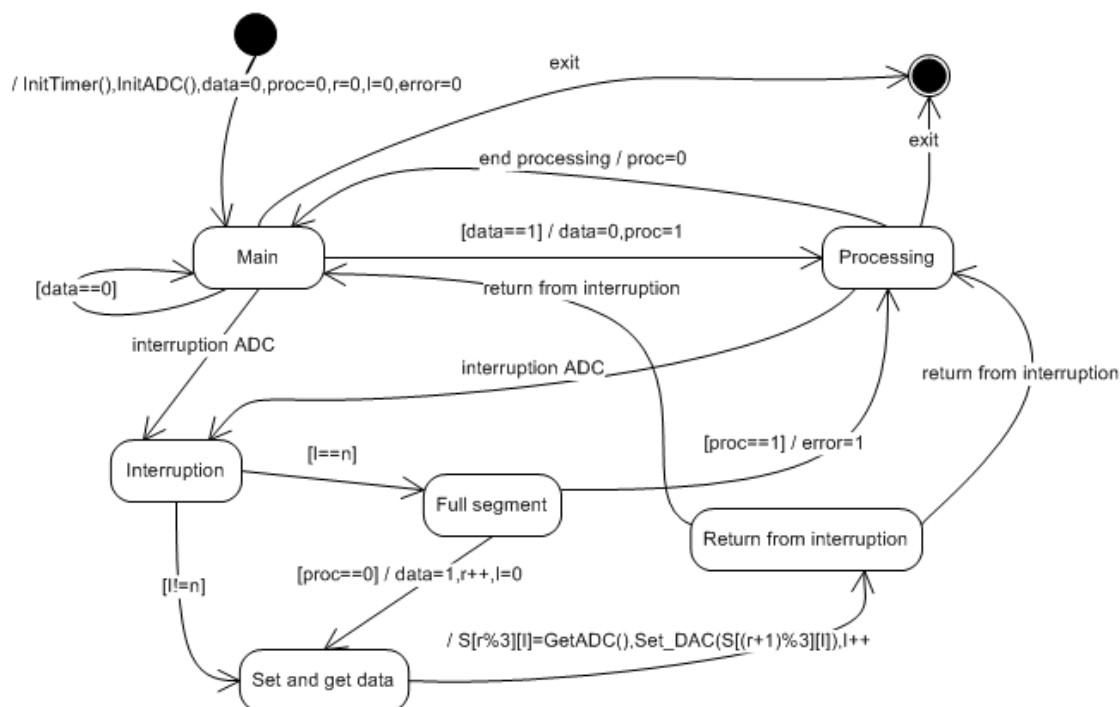 exit
/ InitTimer(),InitADC(),data=0,proc=0,r=0,l=0,error=0
exit
end processing / proc=0
[data==1] / data=0,proc=1
Main
Processing
[data==0]
return from interruption
interruption ADC
interruption ADC
return from interruption
[proc==1] / error=1
[l==n]
Interruption
Full segment
Return from interruption
[proc==0] / data=1,r++,l=0
[l!=n]
/ S[r%3][l]=GetADC(),Set_DAC(S[(r+1)%3][l]),l++
Set and get data